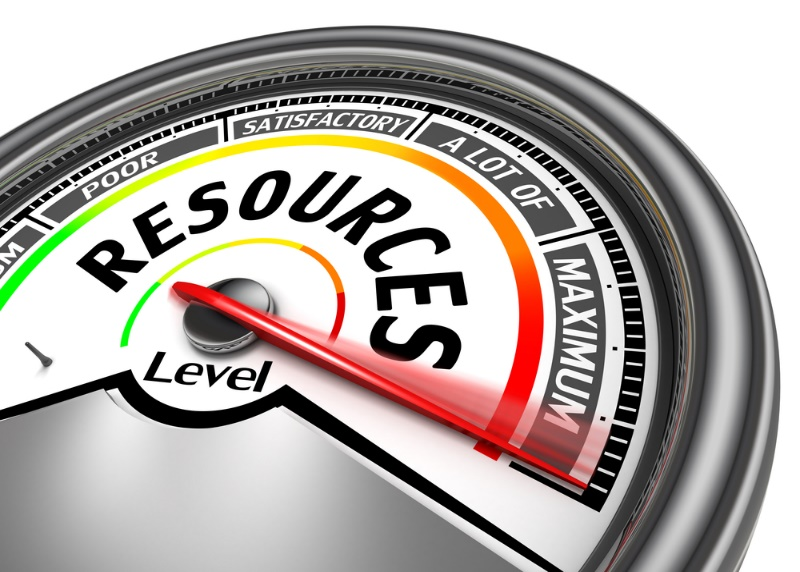 POOR
SATISFACTORY
A LOT OF
MAXIMUM
RESOURCES
Level